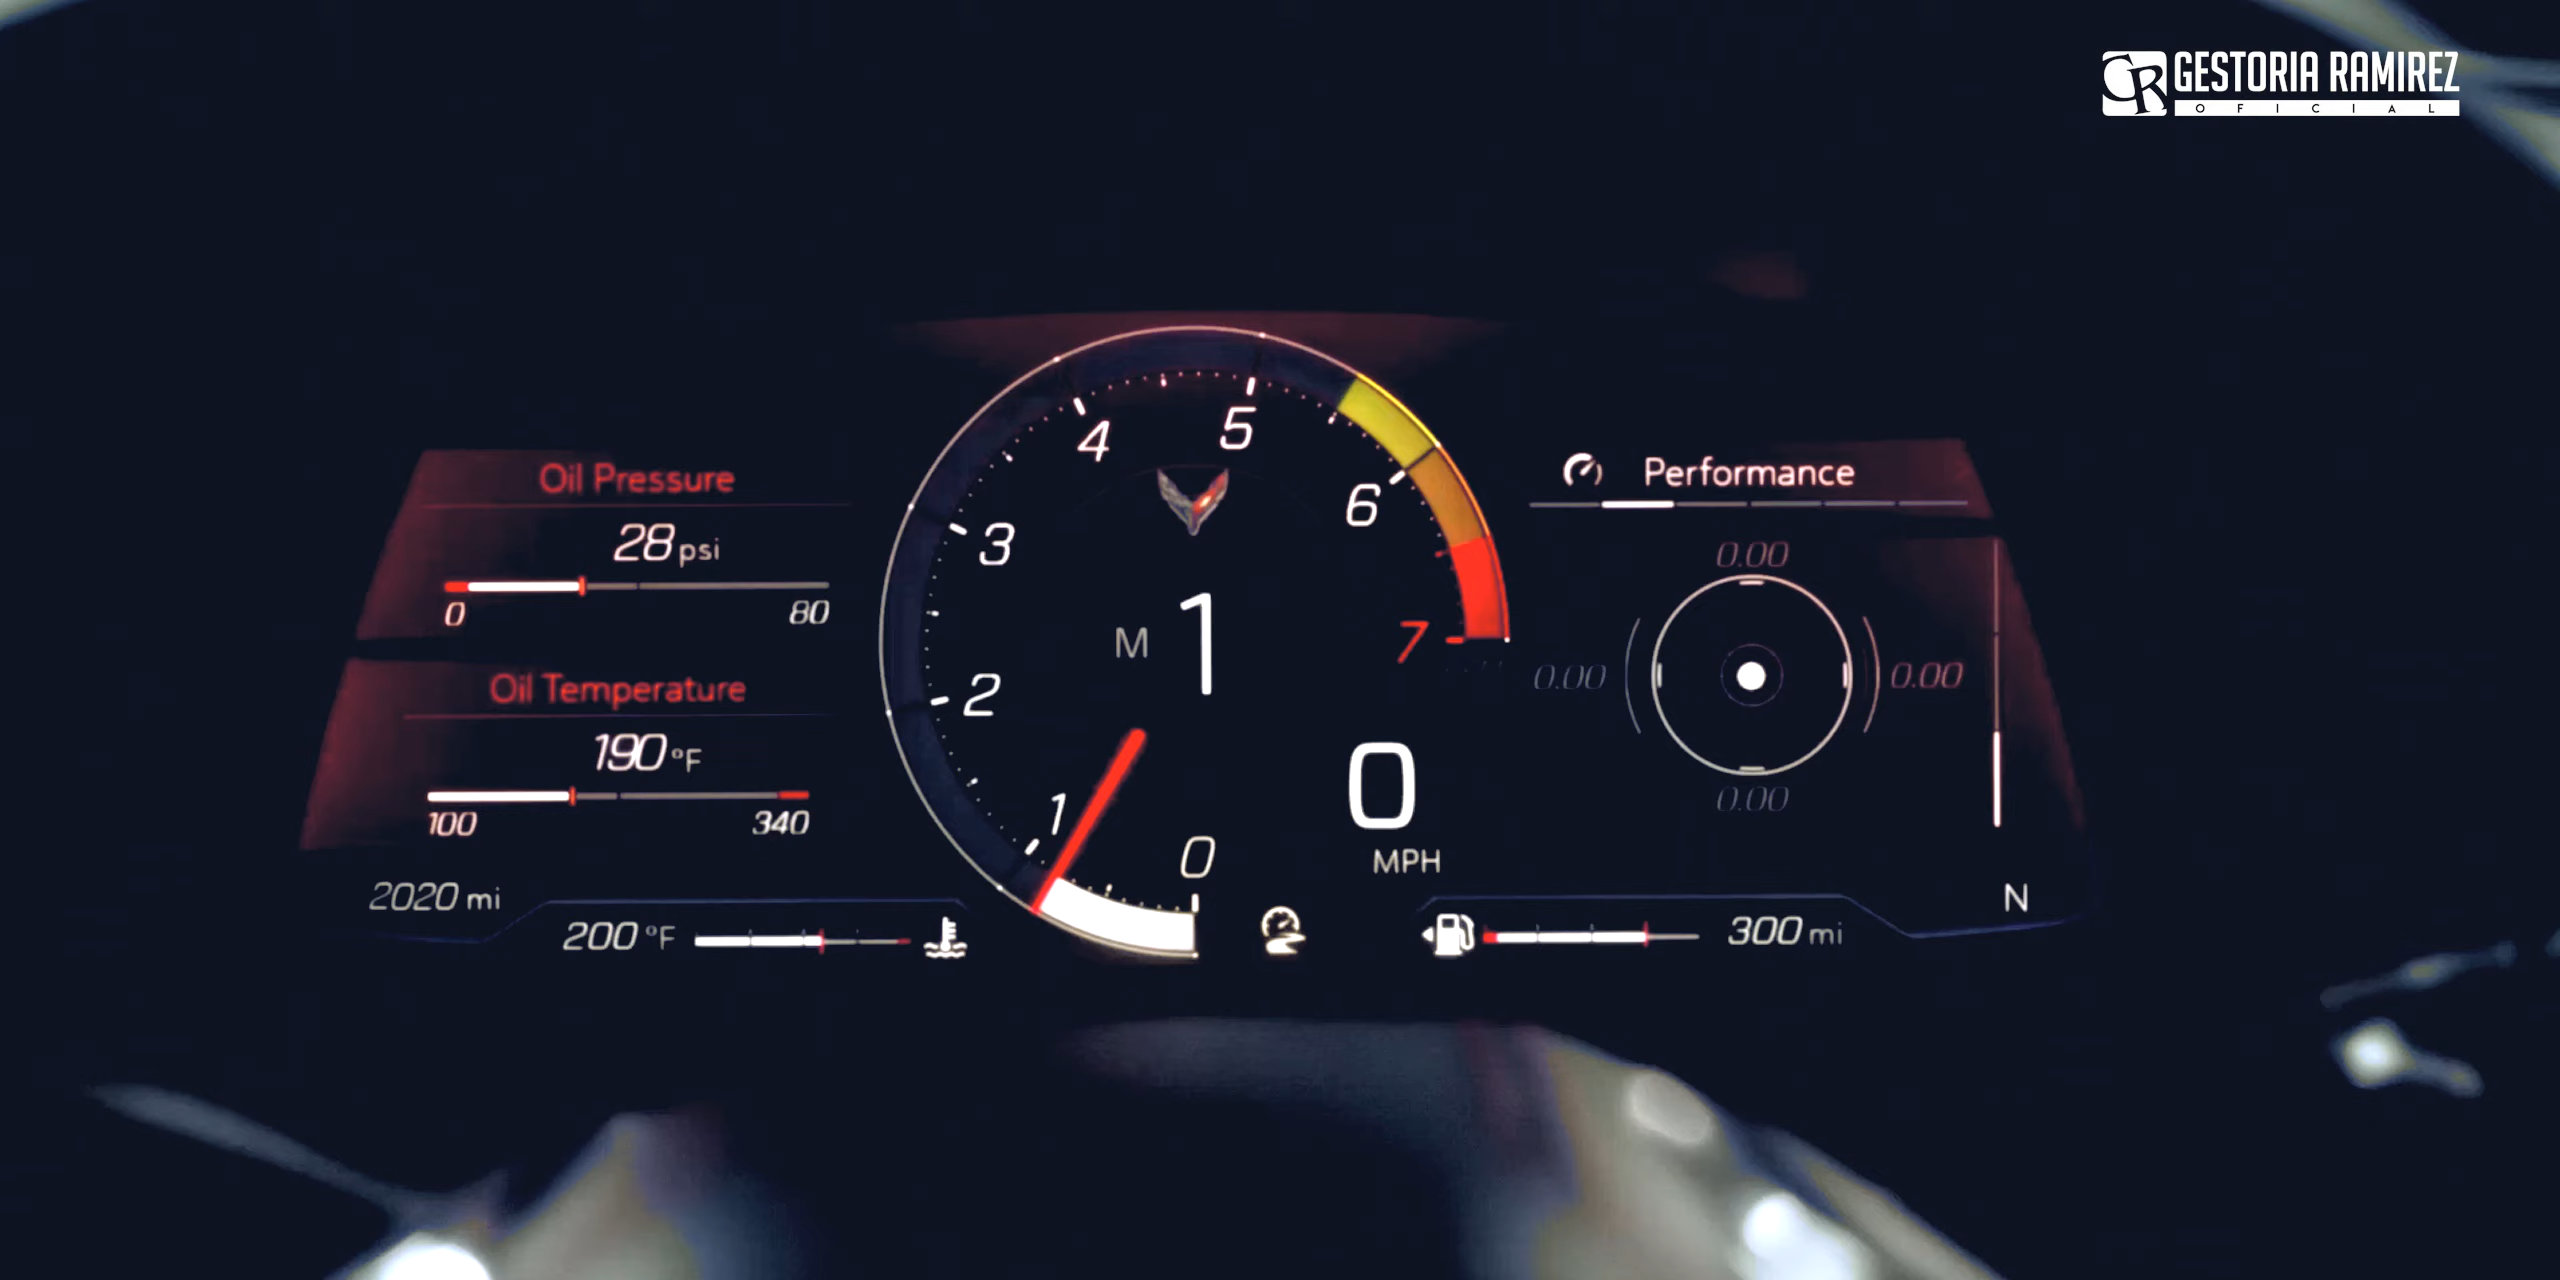 GR GESTORIA RAMIREZ
OFICIAL
Oil Pressure
28 psi
0 80
Oil Temperature
190 °F
100 340
2020 mi
200 °F
0
1
2
3
4
5
6
7
M 1
0
MPH
Performance
0.00
0.00 0.00
0.00
300 mi
N